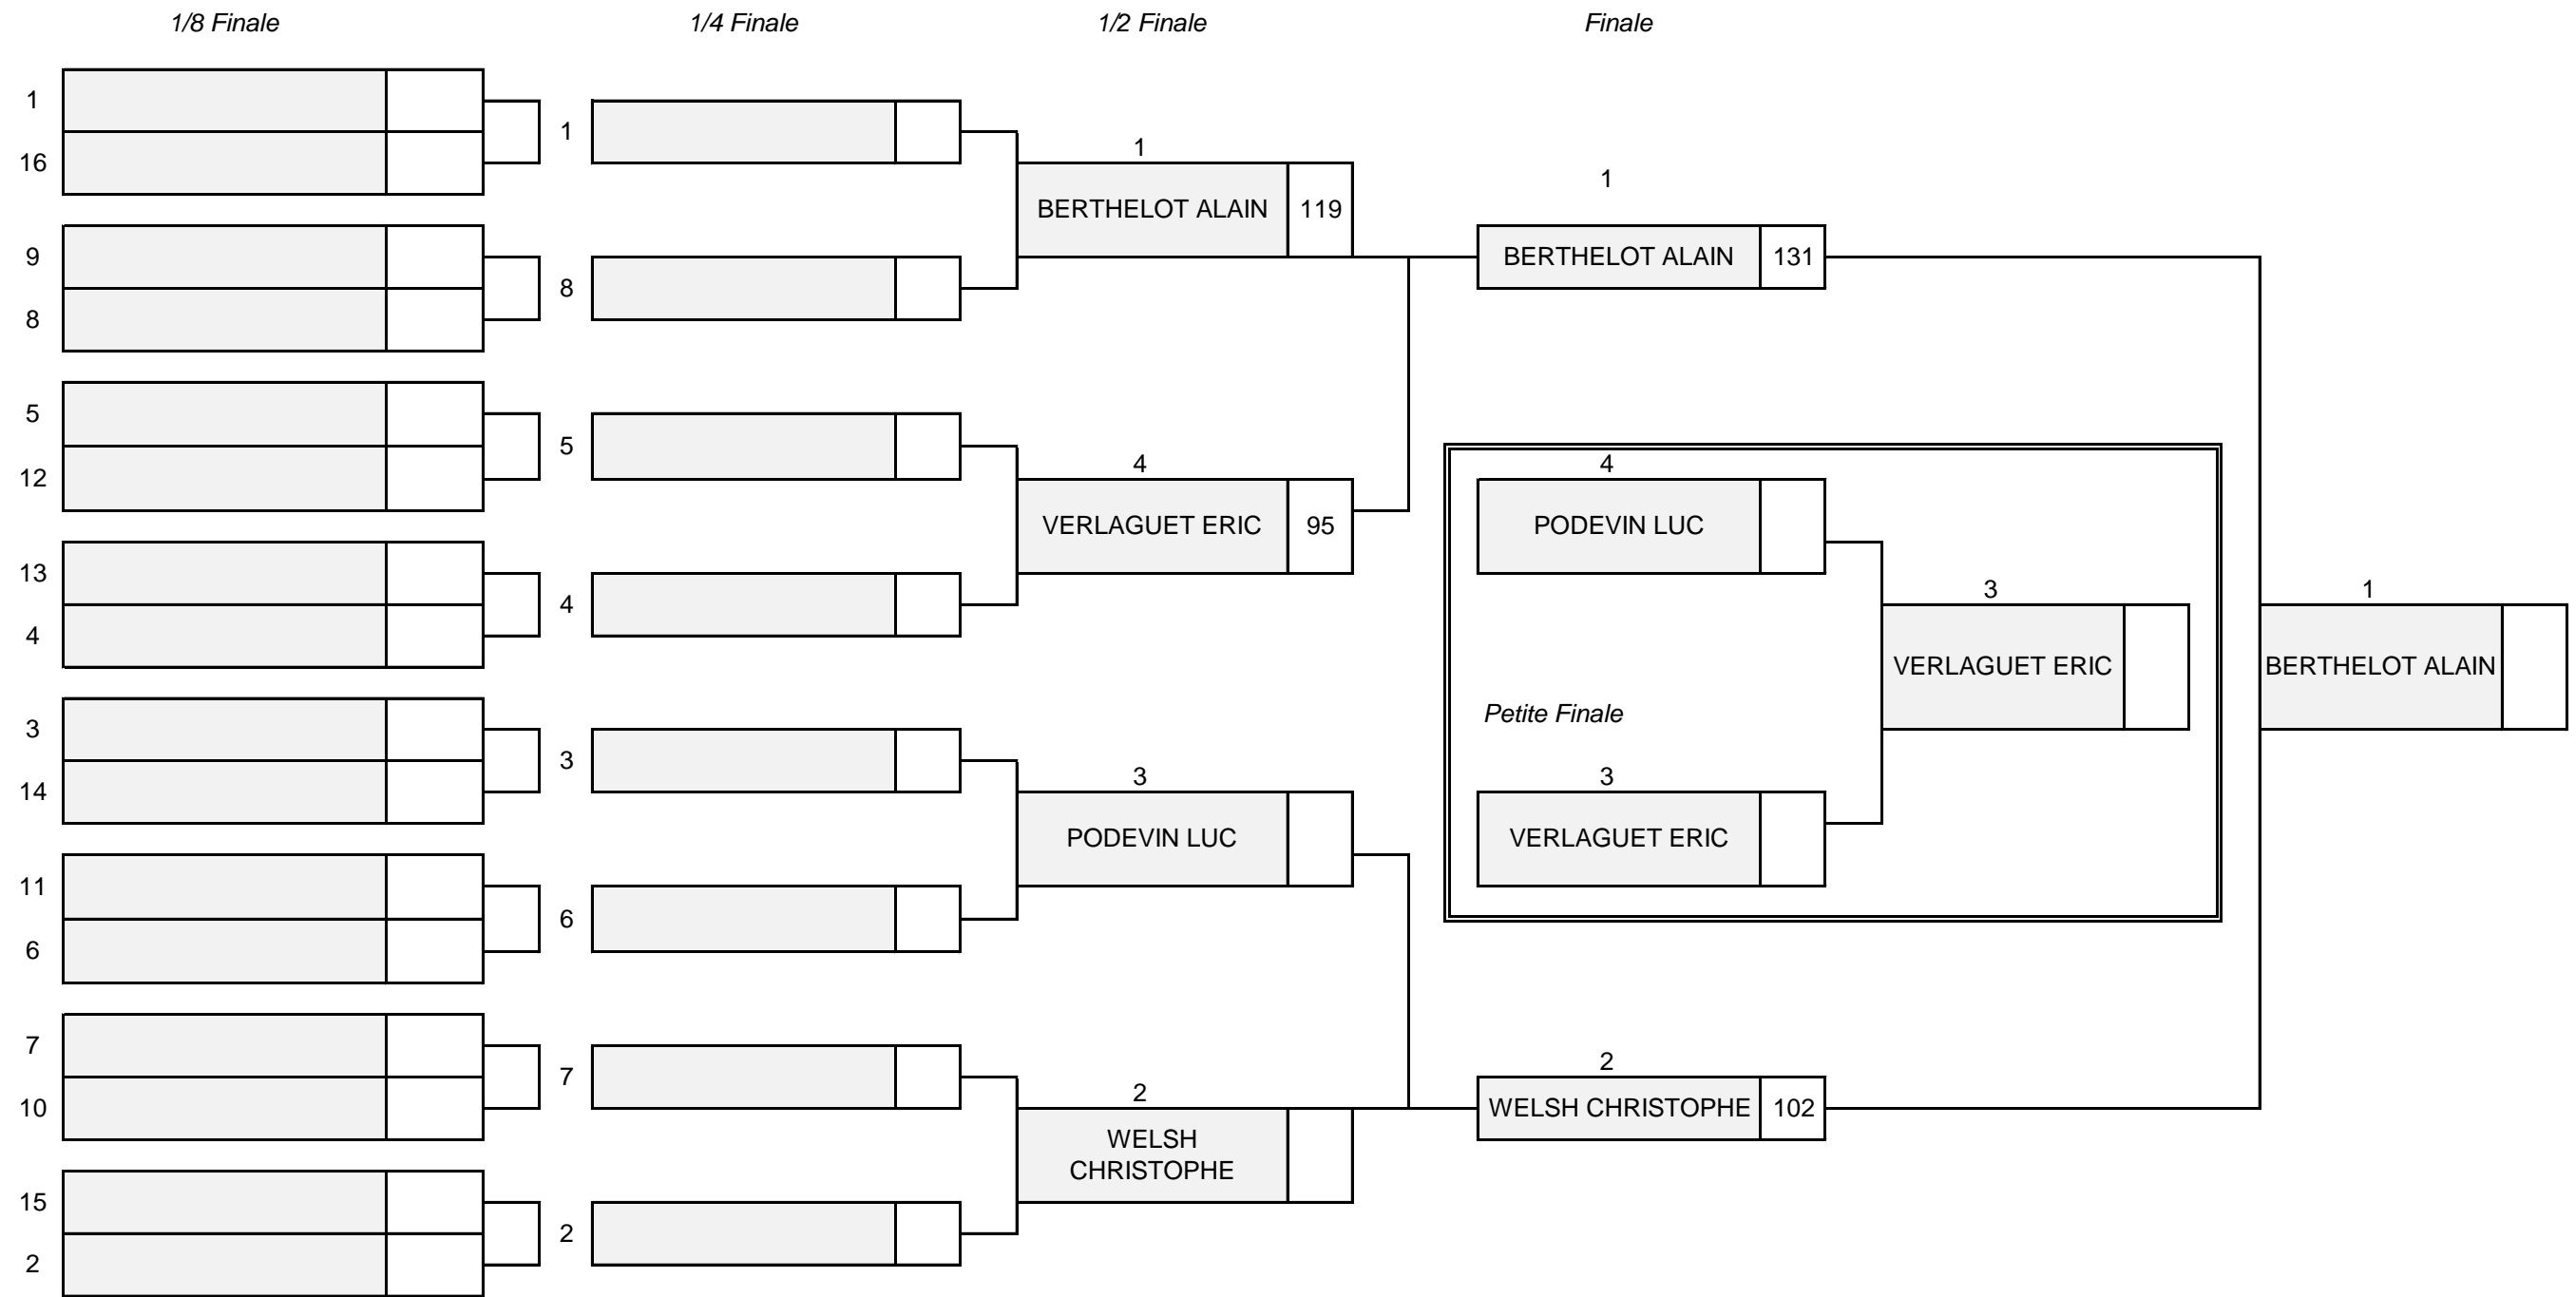 1/8 Finale
1/4 Finale
1/2 Finale
Finale
1
16
9
8
5
12
13
4
3
14
11
6
7
10
15
2
1
8
5
4
3
6
7
2
1
BERTHELOT ALAIN 119
4
VERLAGUET ERIC 95
3
PODEVIN LUC
2
WELSH
CHRISTOPHE
1
BERTHELOT ALAIN 131
4
PODEVIN LUC
Petite Finale
3
VERLAGUET ERIC
3
VERLAGUET ERIC
2
WELSH CHRISTOPHE 102
1
BERTHELOT ALAIN